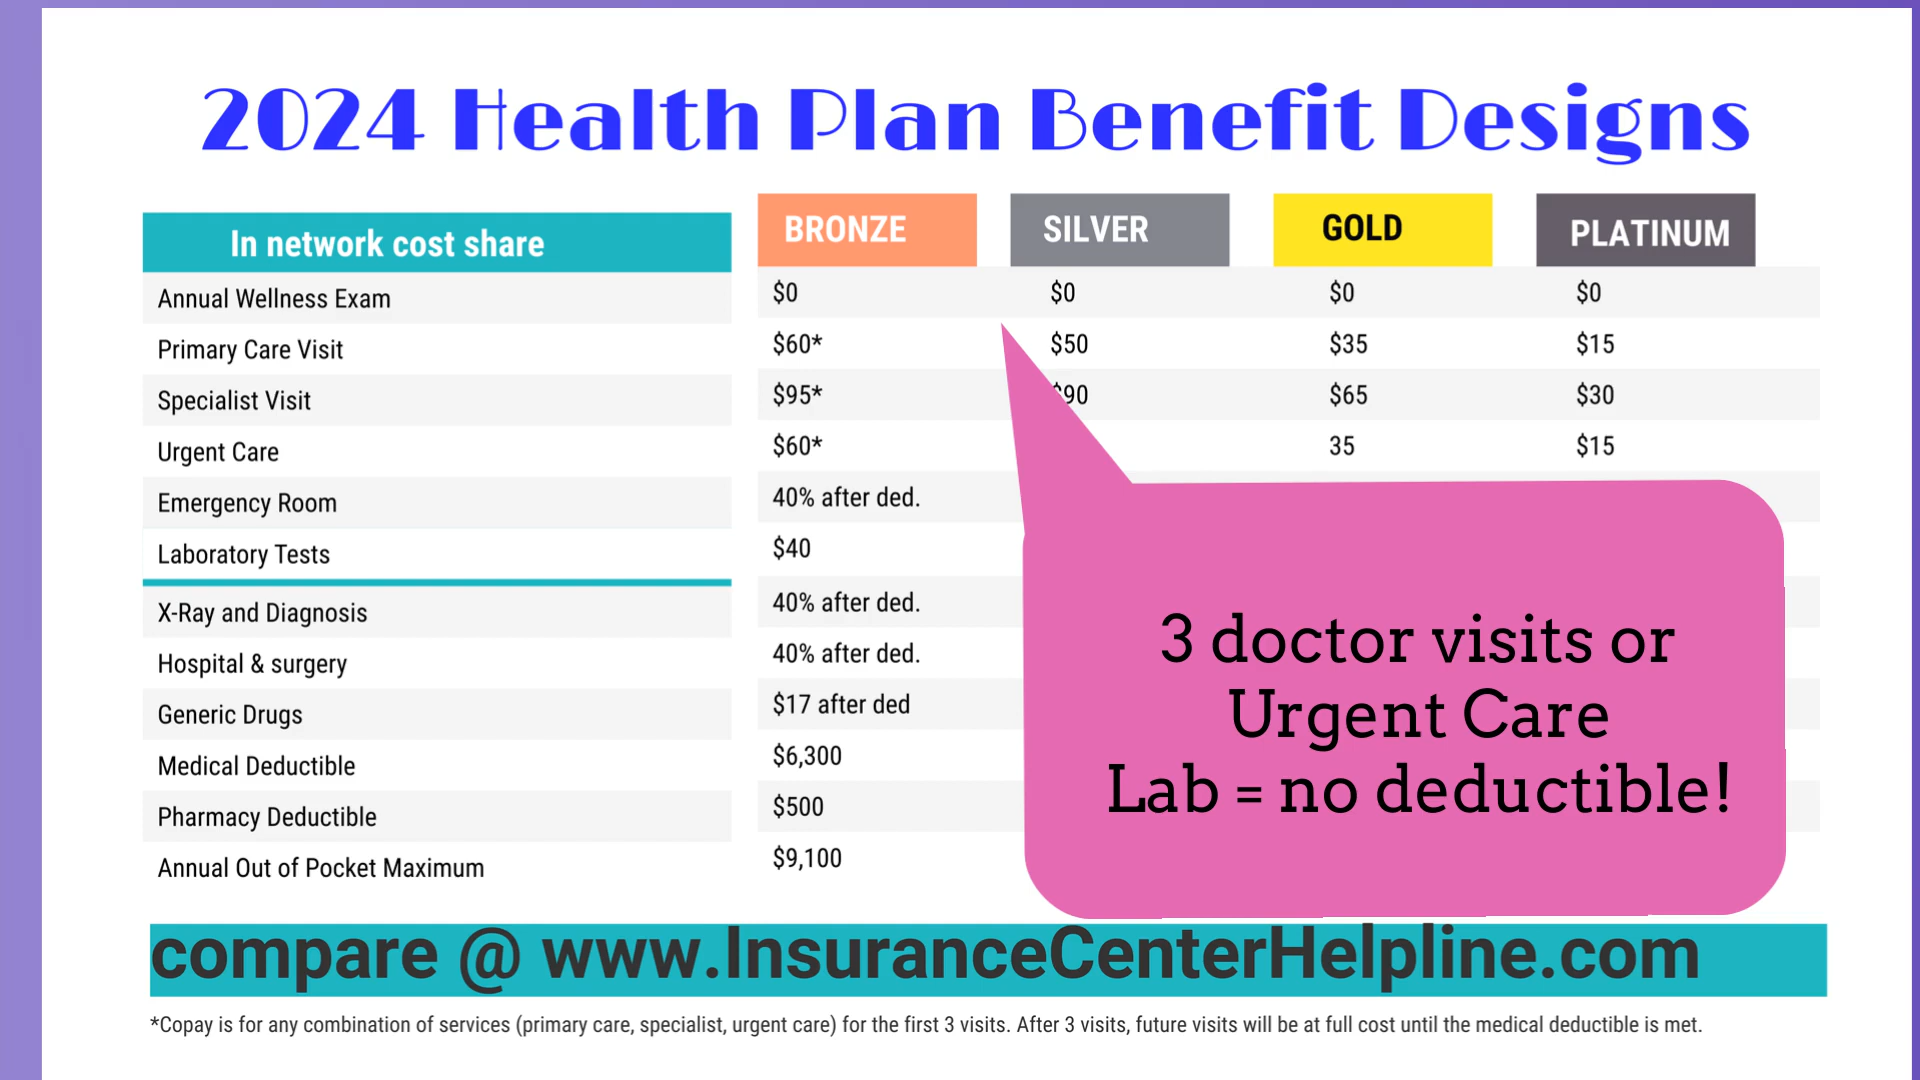 2024 Health Plan Benefit Designs
In network cost share BRONZE SILVER GOLD PLATINUM
Annual Wellness Exam $0 $0 $0 $0
Primary Care Visit $60* $50 $35 $15
Specialist Visit $95* $90 $65 $30
Urgent Care $60* 35 $15
Emergency Room 40% after ded.
Laboratory Tests $40
X-Ray and Diagnosis 40% after ded.
Hospital & surgery 40% after ded.
Generic Drugs $17 after ded
Medical Deductible $6,300
Pharmacy Deductible $500
Annual Out of Pocket Maximum $9,100
3 doctor visits or
Urgent Care
Lab = no deductible!
compare @ www.InsuranceCenterHelpline.com
*Copay is for any combination of services (primary care, specialist, urgent care) for the first 3 visits. After 3 visits, future visits will be at full cost until the medical deductible is met.